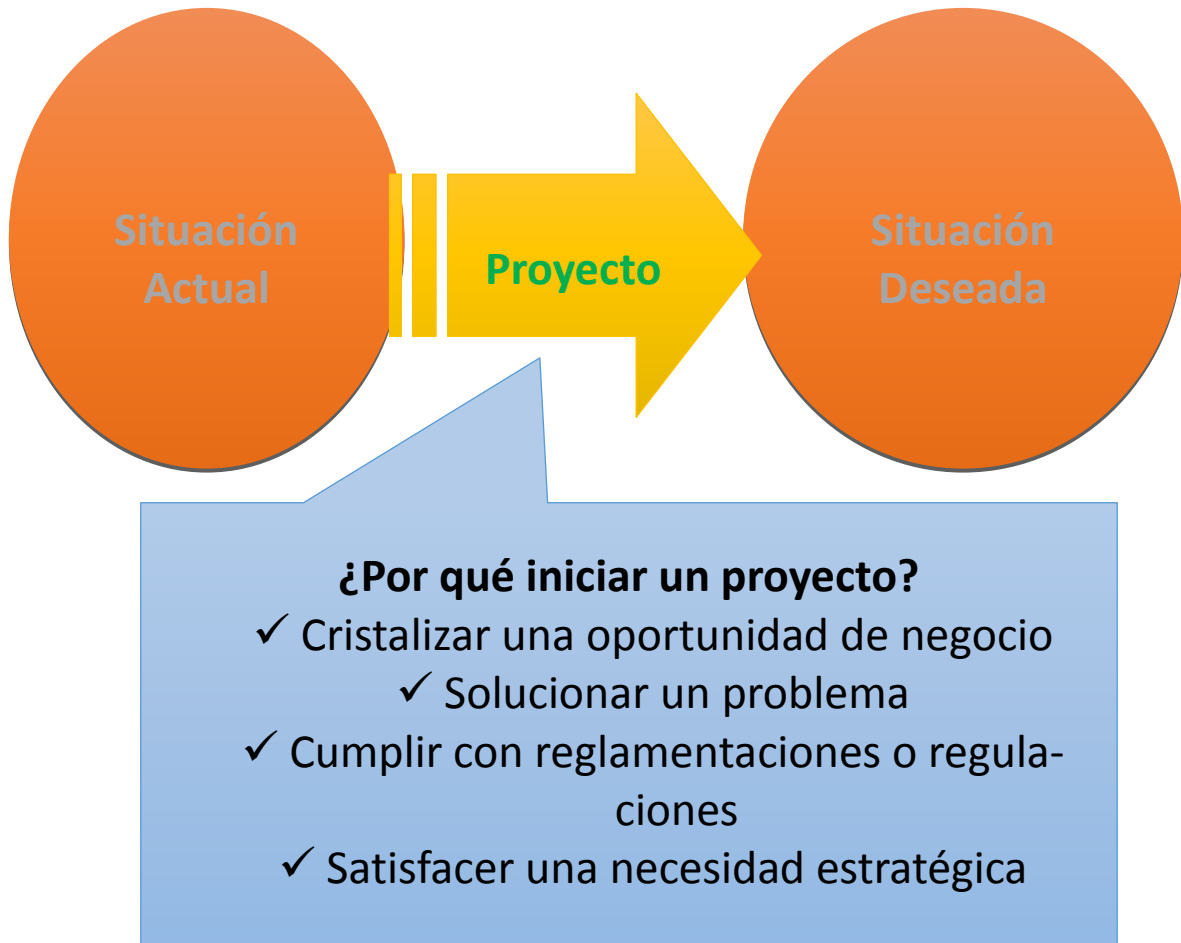 Situación
Actual
Proyecto
Situación
Deseada
¿Por qué iniciar un proyecto?
✓ Cristalizar una oportunidad de negocio
✓ Solucionar un problema
✓ Cumplir con reglamentaciones o regula-
ciones
✓ Satisfacer una necesidad estratégica